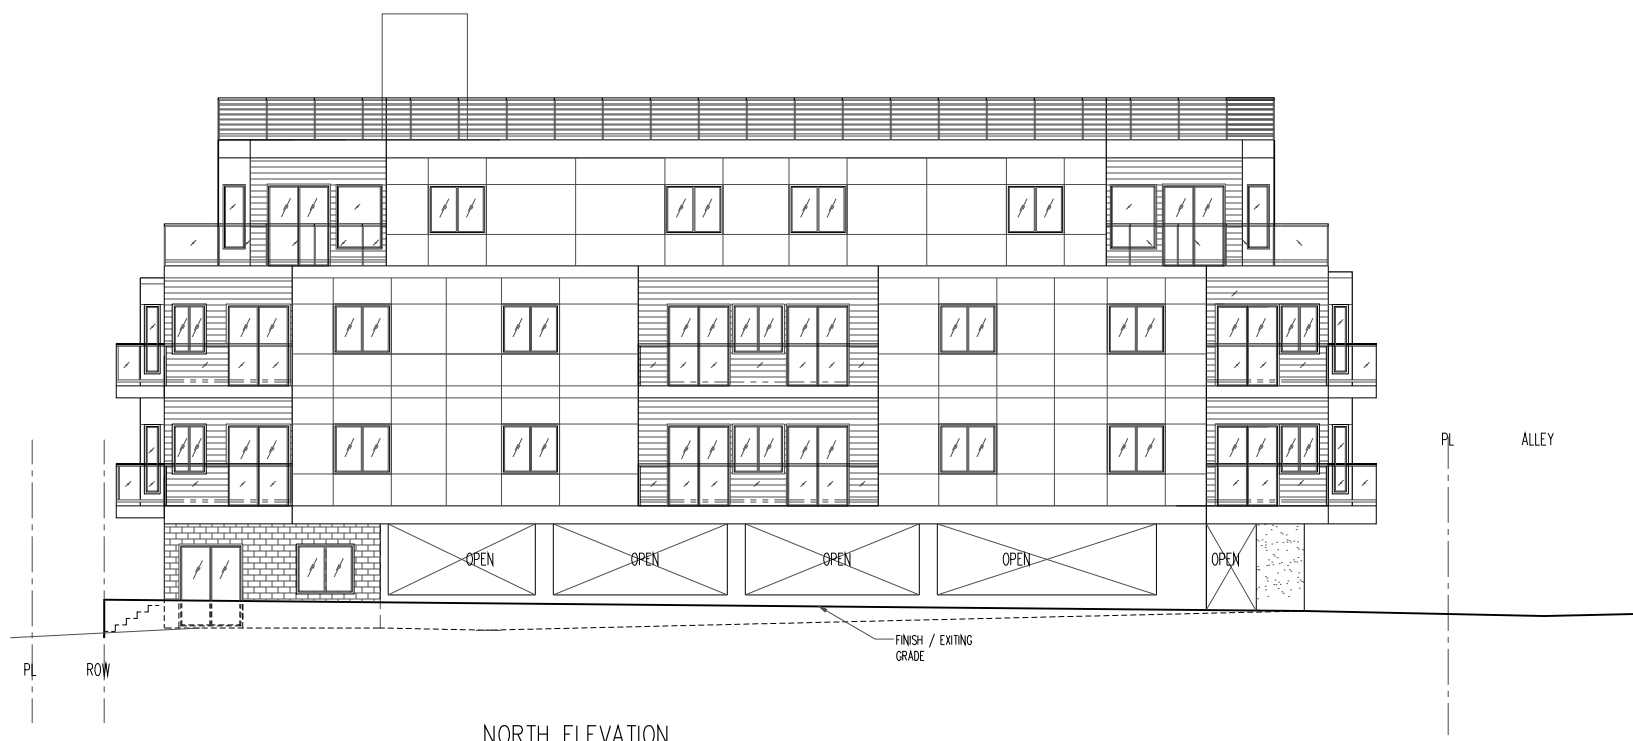 PL
ALLEY
OPEN
OPEN
OPEN
OPEN
OPEN
FINISH / EXITING
GRADE
PL
ROW
NORTH ELEVATION